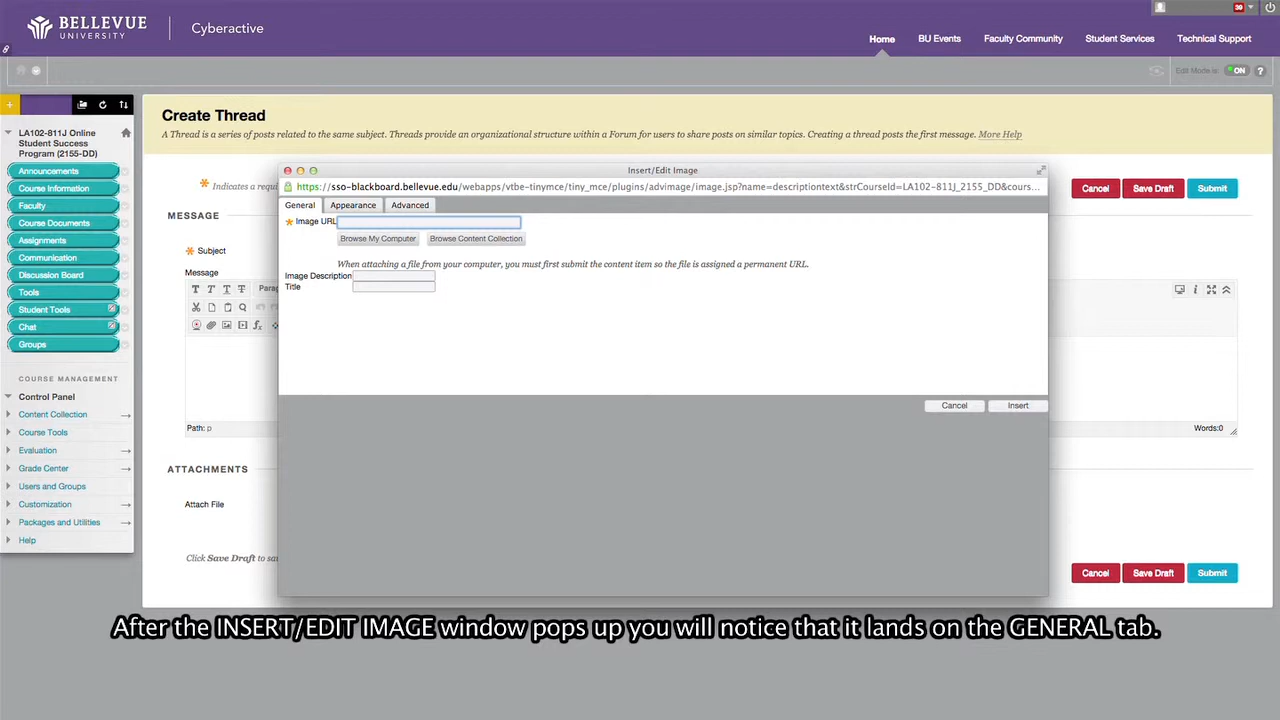 BELLEVUE
UNIVERSITY
Cyberactive
30
Home
BU Events
Faculty Community
Student Services
Technical Support
Edit Mode is:
ON
?
LA102-811J Online
Student Success
Program (2155-DD)
Announcements
Course Information
Faculty
Course Documents
Assignments
Communication
Discussion Board
Tools
Student Tools
Chat
Groups
COURSE MANAGEMENT
Control Panel
Content Collection
Course Tools
Evaluation
Grade Center
Users and Groups
Customization
Packages and Utilities
Help
Create Thread
A Thread is a series of posts related to the same subject. Threads provide an organizational structure within a Forum for users to share posts on similar topics. Creating a thread posts the first message. More Help
Indicates a requi
Cancel
Save Draft
Submit
MESSAGE
Subject
Message
T T T T Parag
Path: p
Words:0
ATTACHMENTS
Attach File
Click Save Draft to sa
Cancel
Save Draft
Submit
Insert/Edit Image
https://sso-blackboard.bellevue.edu/webapps/vtbe-tinymce/tiny_mce/plugins/advimage/image.jsp?name=descriptiontext&strCourseId=LA102-811J_2155_DD&cours...
General
Appearance
Advanced
Image URL
Browse My Computer
Browse Content Collection
When attaching a file from your computer, you must first submit the content item so the file is assigned a permanent URL.
Image Description
Title
Cancel
Insert
After the INSERT/EDIT IMAGE window pops up you will notice that it lands on the GENERAL tab.